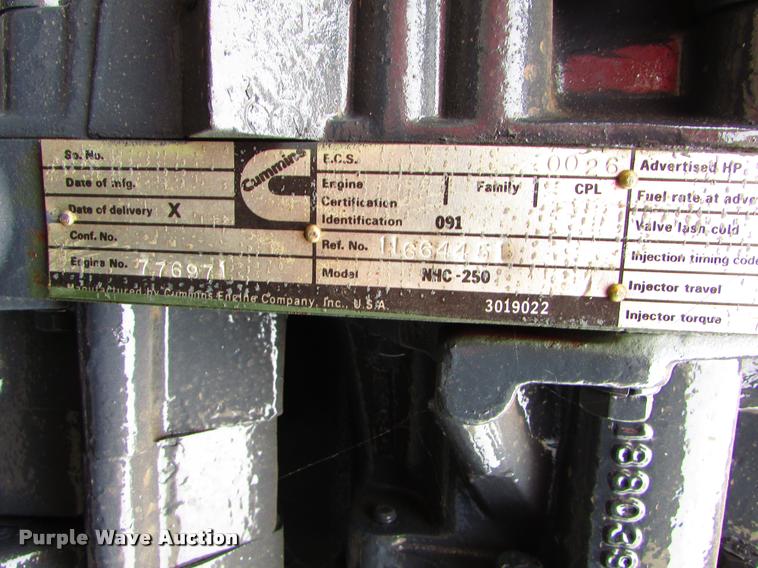 So. No.
Date of mfg.
Date of delivery X
Conf. No.
Engine No. 776971
Cummins
E.C.S. 0026
Engine Family CPL
Certification
Identification 091
Ref. No.
Model NHC-250
Manufactured by Cummins Engine Company, Inc., U.S.A. 3019022
Advertised HP
Fuel rate at adve
Valve lash cold
Injection timing code
Injector travel
Injector torque
Purple Wave Auction